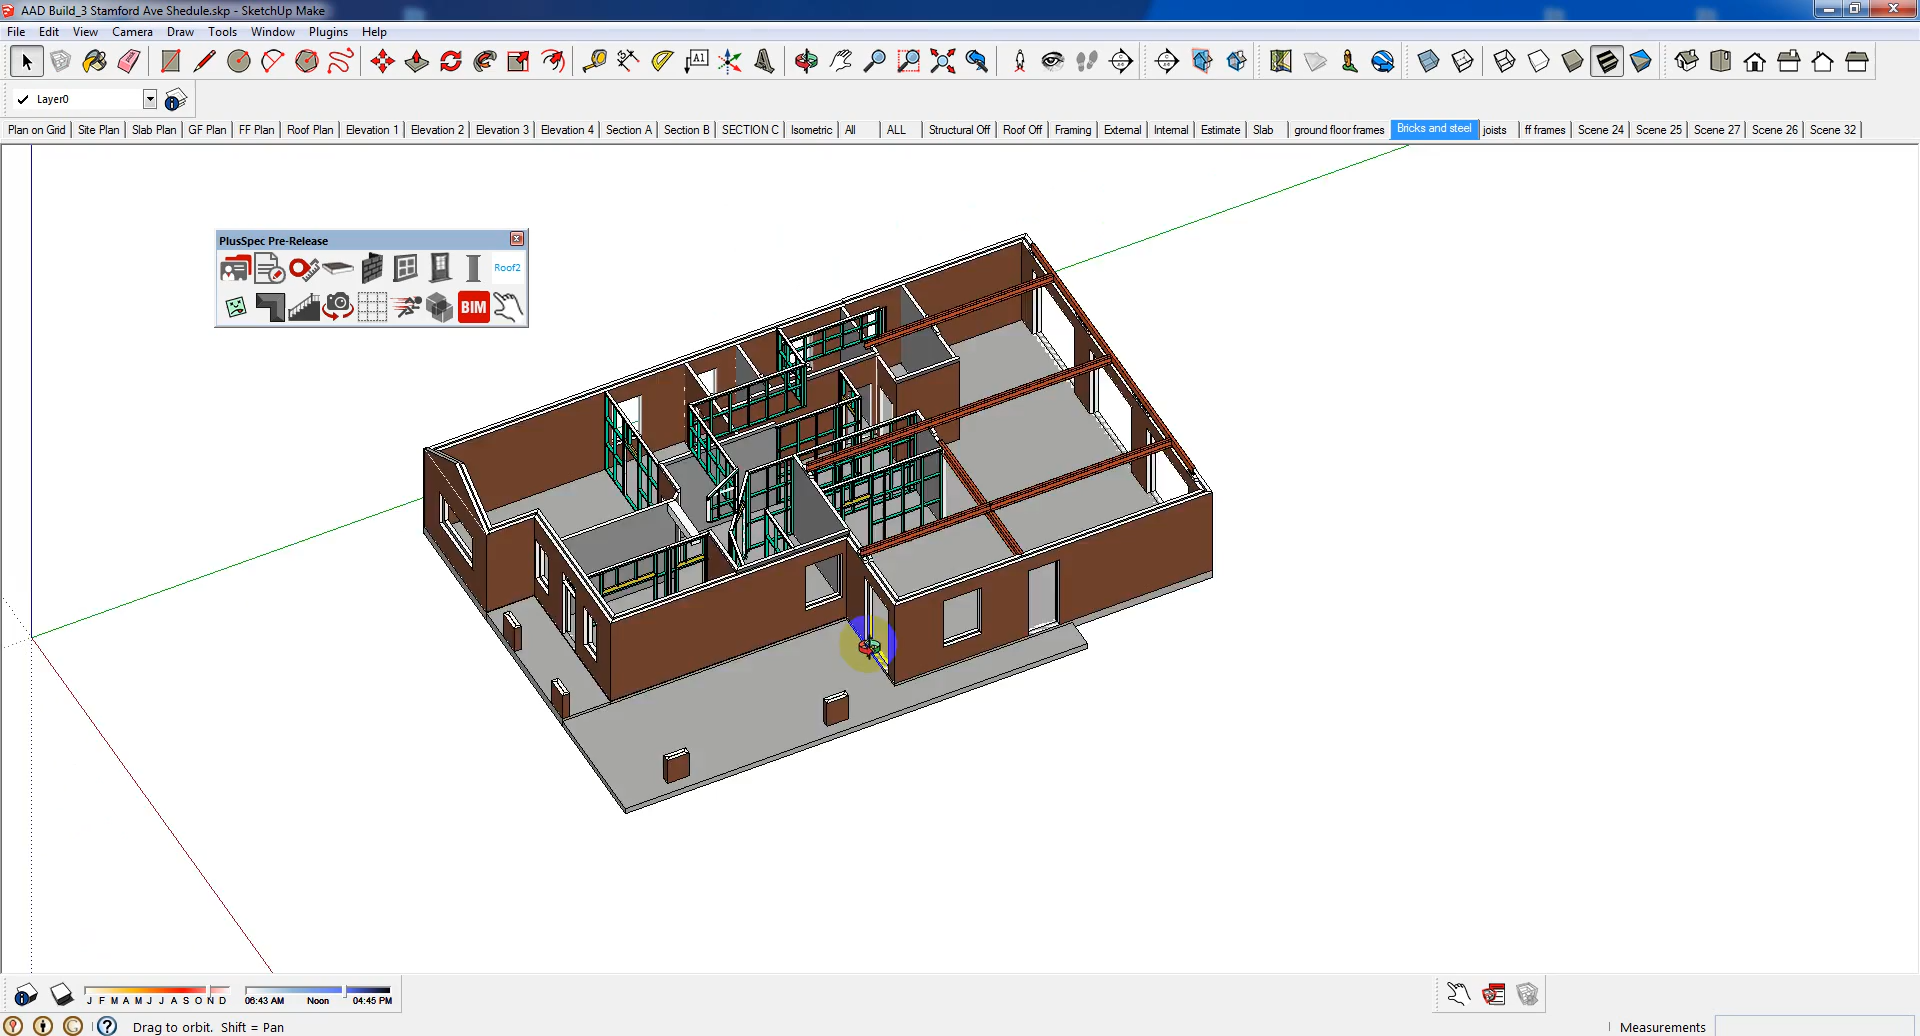 AAD Build_3 Stamford Ave Shedule.skp - SketchUp Make
File Edit View Camera Draw Tools Window Plugins Help
A1
Layer0
Plan on Grid Site Plan Slab Plan GF Plan FF Plan Roof Plan Elevation 1 Elevation 2 Elevation 3 Elevation 4 Section A Section B SECTION C Isometric All ALL Structural Off Roof Off Framing External Internal Estimate Slab ground floor frames Bricks and steel joists ff frames Scene 24 Scene 25 Scene 26 Scene 27 Scene 32
PlusSpec Pre-Release
Roof2
BIM
J F M A M J J A S O N D
06:43 AM Noon 04:45 PM
Drag to orbit. Shift = Pan
Measurements